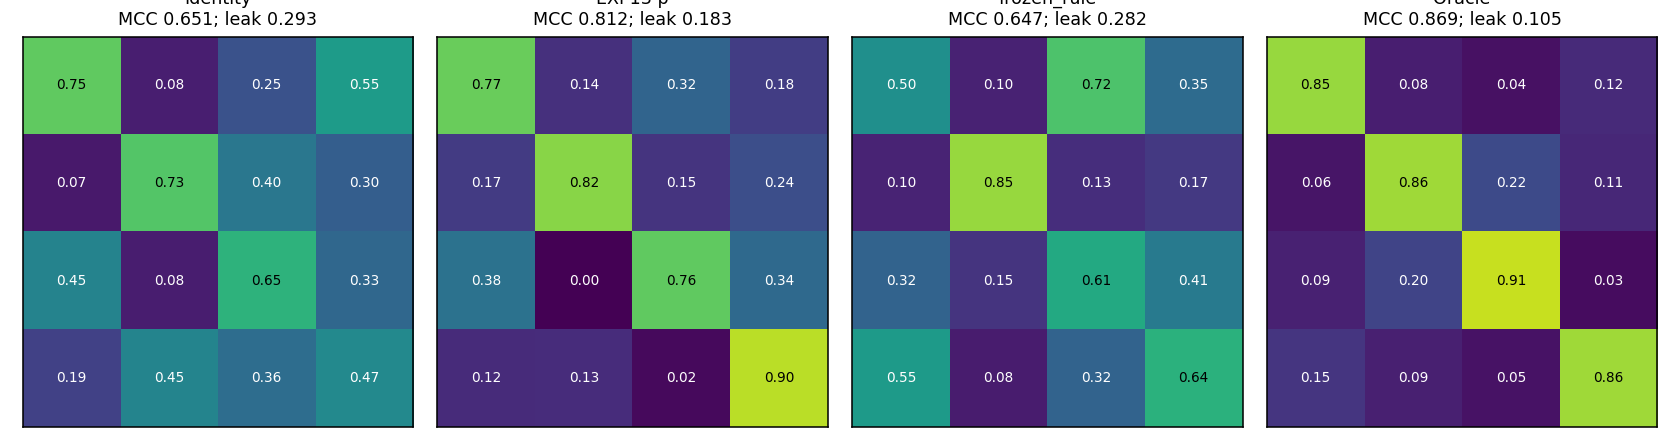 Identity
MCC 0.651; leak 0.293
0.75 0.08 0.25 0.55
0.07 0.73 0.40 0.30
0.45 0.08 0.65 0.33
0.19 0.45 0.36 0.47
MCC 0.812; leak 0.183
0.77 0.14 0.32 0.18
0.17 0.82 0.15 0.24
0.38 0.00 0.76 0.34
0.12 0.13 0.02 0.90
frozen_rule
MCC 0.647; leak 0.282
0.50 0.10 0.72 0.35
0.10 0.85 0.13 0.17
0.32 0.15 0.61 0.41
0.55 0.08 0.32 0.64
Oracle
MCC 0.869; leak 0.105
0.85 0.08 0.04 0.12
0.06 0.86 0.22 0.11
0.09 0.20 0.91 0.03
0.15 0.09 0.05 0.86